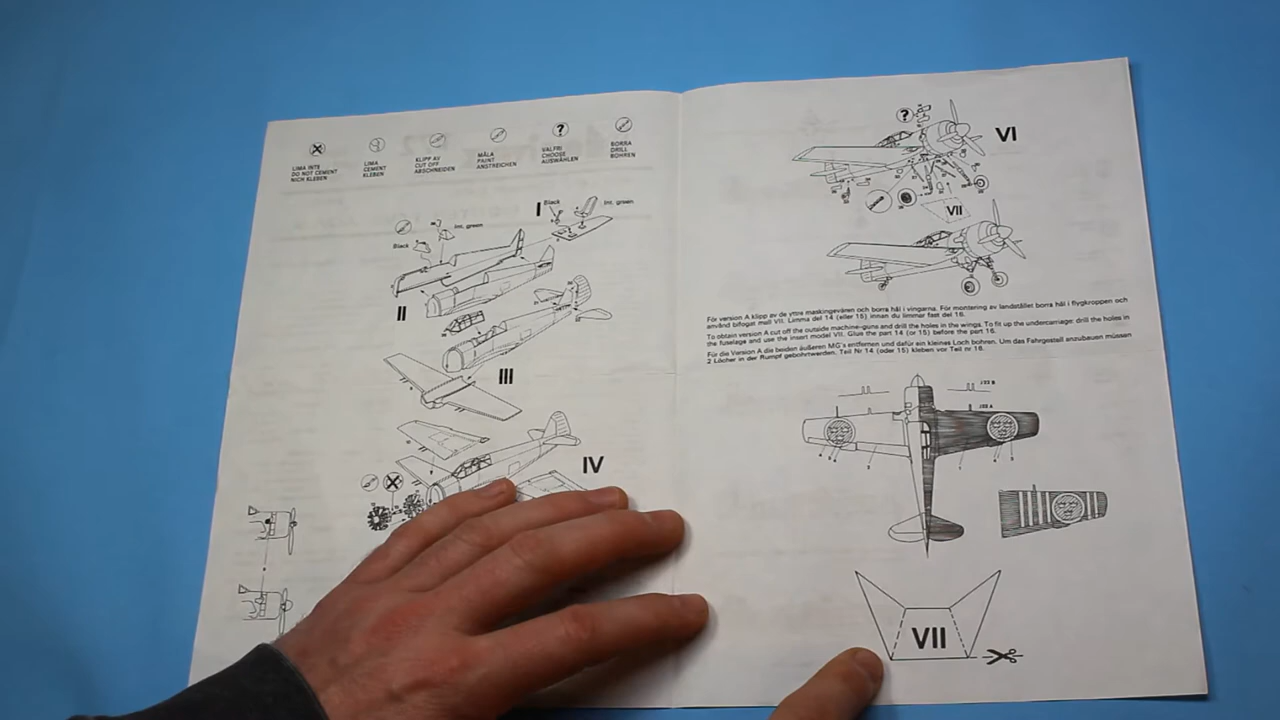 LIMA INTE
DO NOT CEMENT
NICH KLEBEN
LIMA
CEMENT
KLEBEN
KLIPP AV
CUT OFF
ABSCHNEIDEN
MÅLA
PAINT
ANSTREICHEN
?
VALFRI
CHOOSE
AUSWÄHLEN
BORRA
DRILL
BOHREN
I
Black
Int. green
Int. green
Black
II
III
IV
?
VI
VII
För version A klipp av de yttre maskingevären och borra hål i vingarna. För montering av landstället borra hål i flygkroppen och
använd bifogat mall VII. Limma del 14 (eller 15) innan du limmar fast del 16.
To obtain version A cut off the outside machine-guns and drill the holes in the wings. To fit up the undercarriage: drill the holes in
the fuselage and use the insert model VII. Glue the part 14 (or 15) before the part 16.
Für die Version A die beiden äußeren MG's entfernen und dafür ein kleines Loch bohren. Um das Fahrgestell anzubauen müssen
2 Löcher in der Rumpf gebohrtwerden. Teil Nr 14 (oder 15) kleben vor Teil nr 16.
J22 B
J22 A
VII